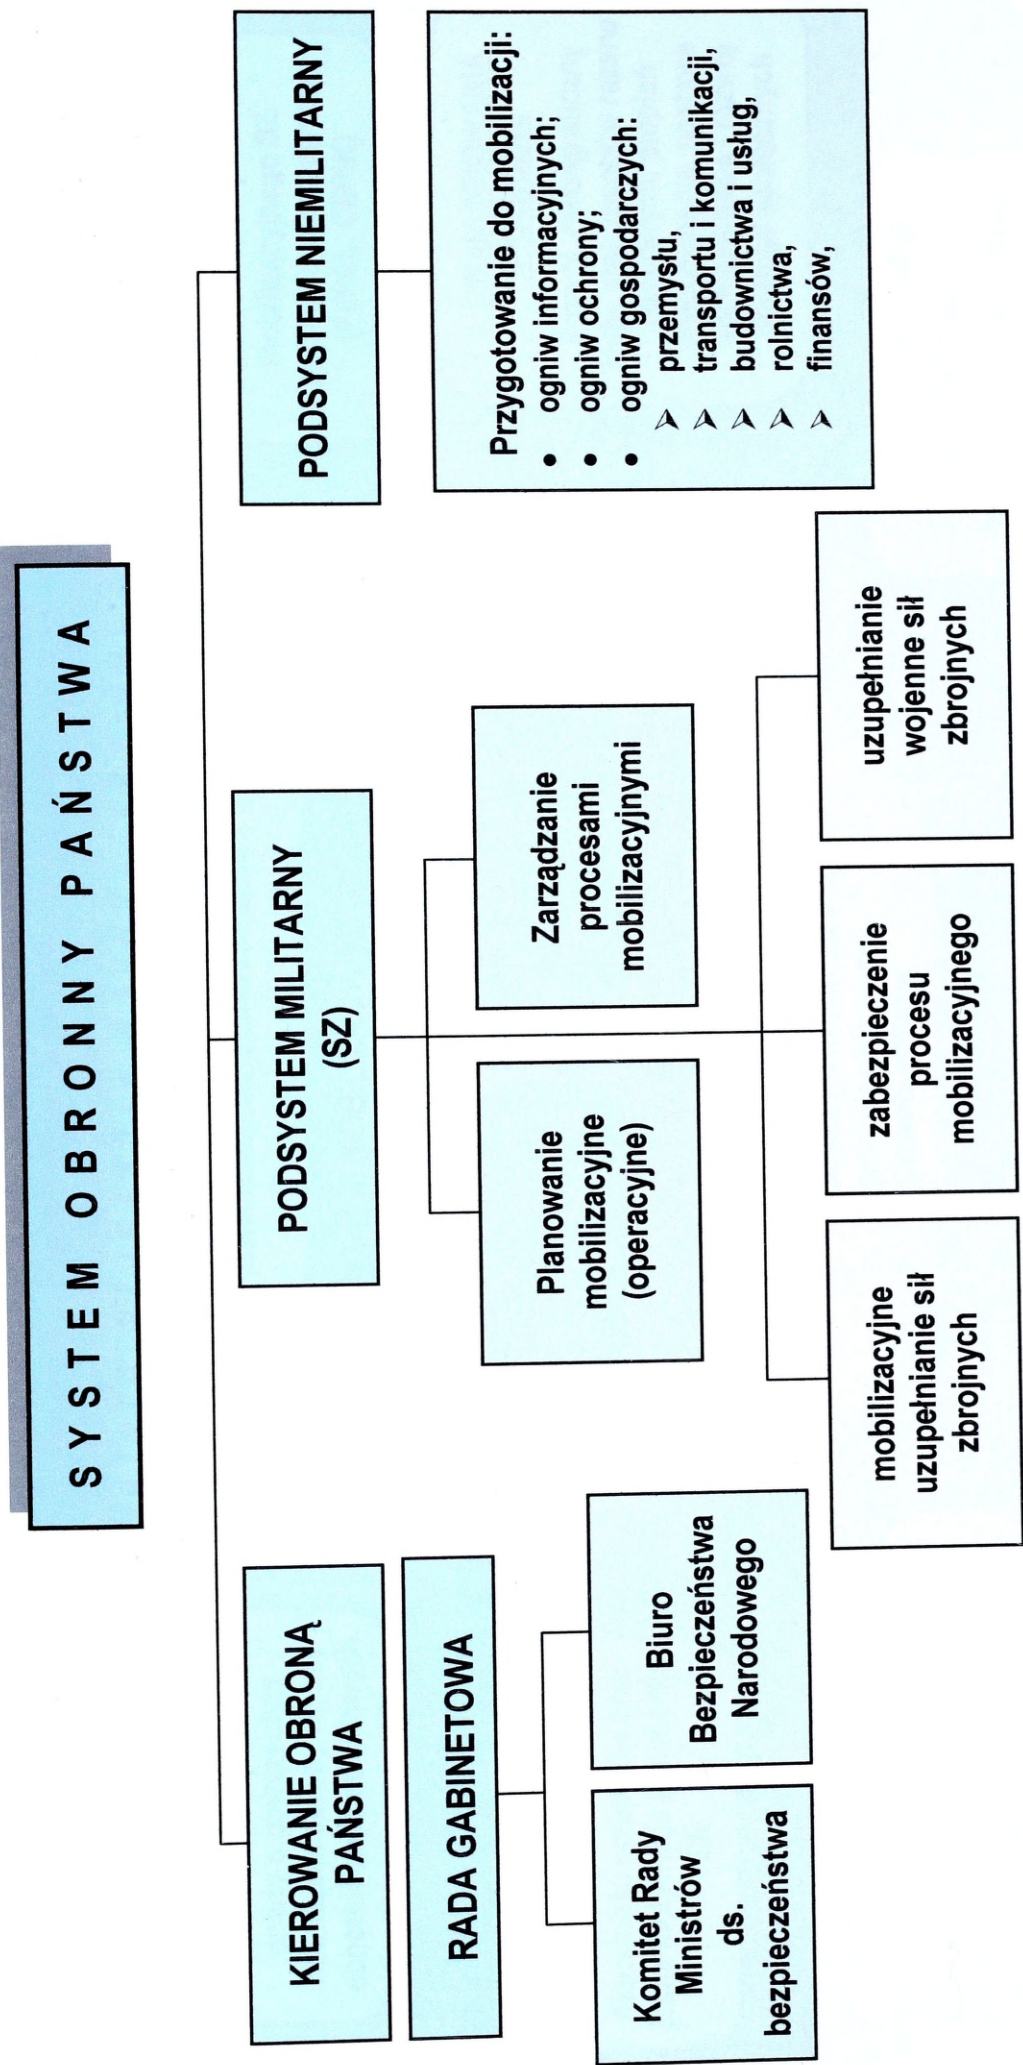 SYSTEM OBRONNY PAŃSTWA
KIEROWANIE OBRONĄ
PAŃSTWA
RADA GABINETOWA
Komitet Rady
Ministrów
ds.
bezpieczeństwa
Biuro
Bezpieczeństwa
Narodowego
PODSYSTEM MILITARNY
(SZ)
Planowanie
mobilizacyjne
(operacyjne)
Zarządzanie
procesami
mobilizacyjnymi
mobilizacyjne
uzupełnianie sił
zbrojnych
zabezpieczenie
procesu
mobilizacyjnego
uzupełnianie
wojenne sił
zbrojnych
PODSYSTEM NIEMILITARNY
Przygotowanie do mobilizacji:
• ogniw informacyjnych;
• ogniw ochrony;
• ogniw gospodarczych:
➢ przemysłu,
➢ transportu i komunikacji,
➢ budownictwa i usług,
➢ rolnictwa,
➢ finansów,